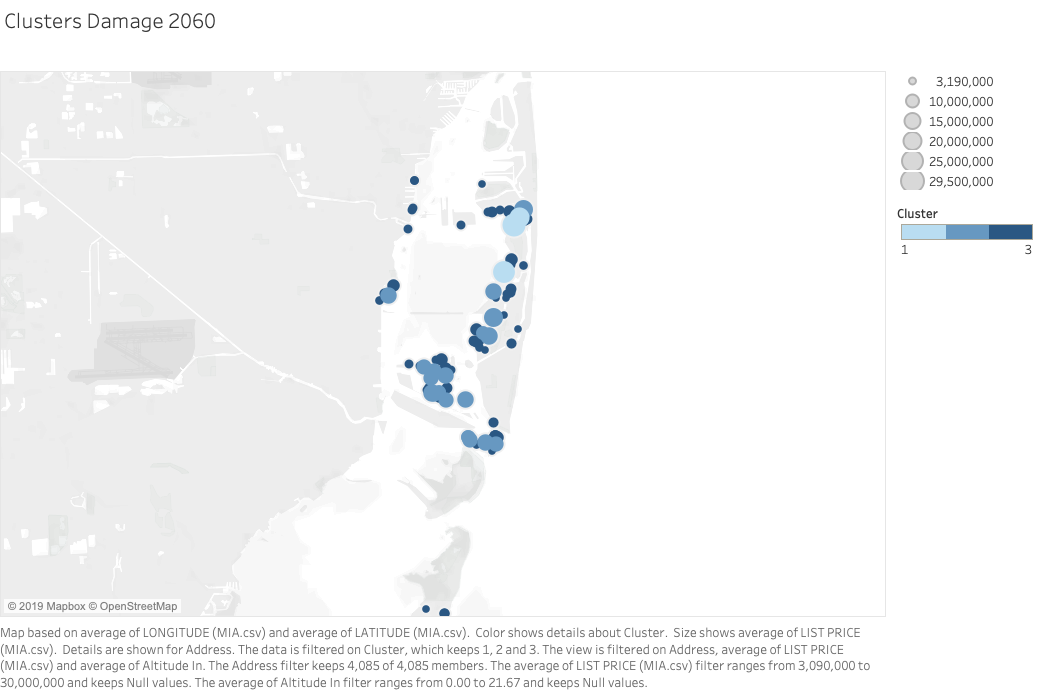 Clusters Damage 2060
3,190,000
10,000,000
15,000,000
20,000,000
25,000,000
29,500,000
Cluster
1 3
© 2019 Mapbox © OpenStreetMap
Map based on average of LONGITUDE (MIA.csv) and average of LATITUDE (MIA.csv).  Color shows details about Cluster.  Size shows average of LIST PRICE
(MIA.csv).  Details are shown for Address. The data is filtered on Cluster, which keeps 1, 2 and 3. The view is filtered on Address, average of LIST PRICE
(MIA.csv) and average of Altitude In. The Address filter keeps 4,085 of 4,085 members. The average of LIST PRICE (MIA.csv) filter ranges from 3,090,000 to
30,000,000 and keeps Null values. The average of Altitude In filter ranges from 0.00 to 21.67 and keeps Null values.